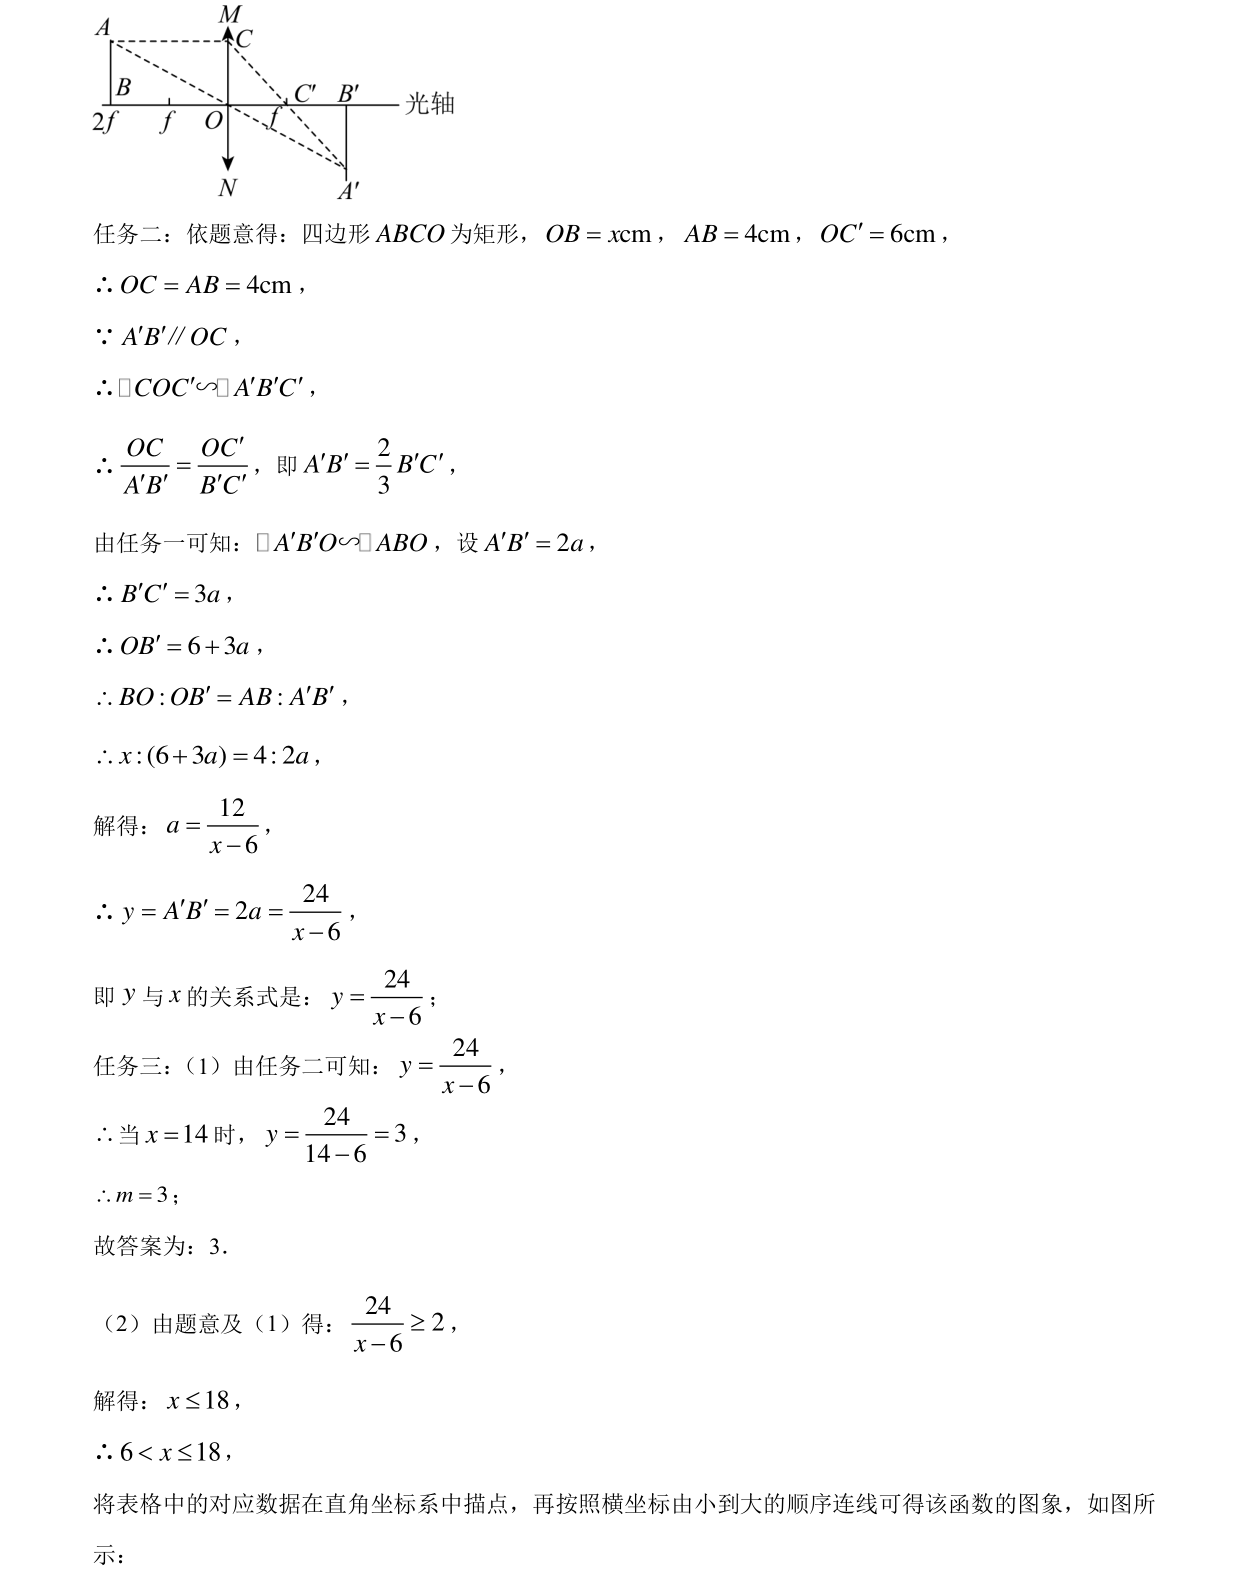 A M C
B C′ B′ 光轴
2f f O f
N A′
任务二：依题意得：四边形 ABCO 为矩形，OB = xcm，AB = 4cm，OC′ = 6cm，
∴ OC = AB = 4cm，
∵ A′B′ // OC，
∴ □COC′∽□A′B′C′，
∴ OC/A′B′ = OC′/B′C′，即 A′B′ = 2/3 B′C′，
由任务一可知：□A′B′O∽□ABO，设 A′B′ = 2a，
∴ B′C′ = 3a，
∴ OB′ = 6 + 3a，
∴ BO : OB′ = AB : A′B′，
∴ x : (6 + 3a) = 4 : 2a，
解得：a = 12/(x − 6)，
∴ y = A′B′ = 2a = 24/(x − 6)，
即 y 与 x 的关系式是：y = 24/(x − 6)；
任务三：（1）由任务二可知：y = 24/(x − 6)，
∴ 当 x = 14 时，y = 24/(14 − 6) = 3，
∴ m = 3；
故答案为：3．
（2）由题意及（1）得：24/(x − 6) ≥ 2，
解得：x ≤ 18，
∴ 6 < x ≤ 18，
将表格中的对应数据在直角坐标系中描点，再按照横坐标由小到大的顺序连线可得该函数的图象，如图所
示：